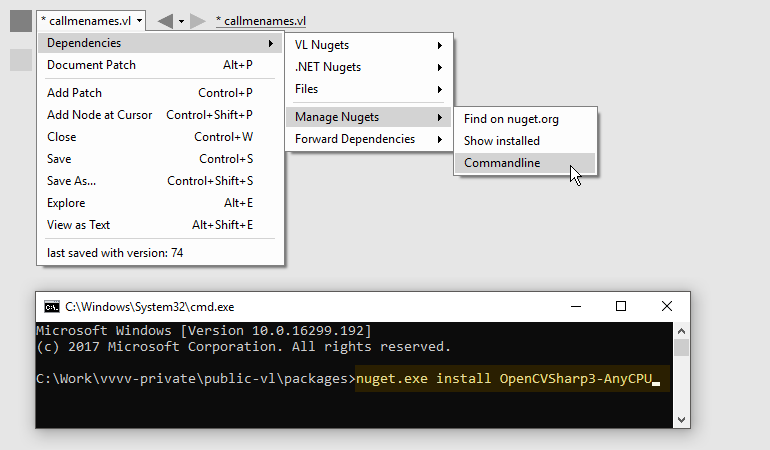 * callmenames.vl
* callmenames.vl
Dependencies
Document Patch Alt+P
Add Patch Control+P
Add Node at Cursor Control+Shift+P
Close Control+W
Save Control+S
Save As... Control+Shift+S
Explore Alt+E
View as Text Alt+Shift+E
last saved with version: 74
VL Nugets
.NET Nugets
Files
Manage Nugets
Forward Dependencies
Find on nuget.org
Show installed
Commandline
C:\Windows\System32\cmd.exe
Microsoft Windows [Version 10.0.16299.192]
(c) 2017 Microsoft Corporation. All rights reserved.
C:\Work\vvvv-private\public-vl\packages>nuget.exe install OpenCVSharp3-AnyCPU